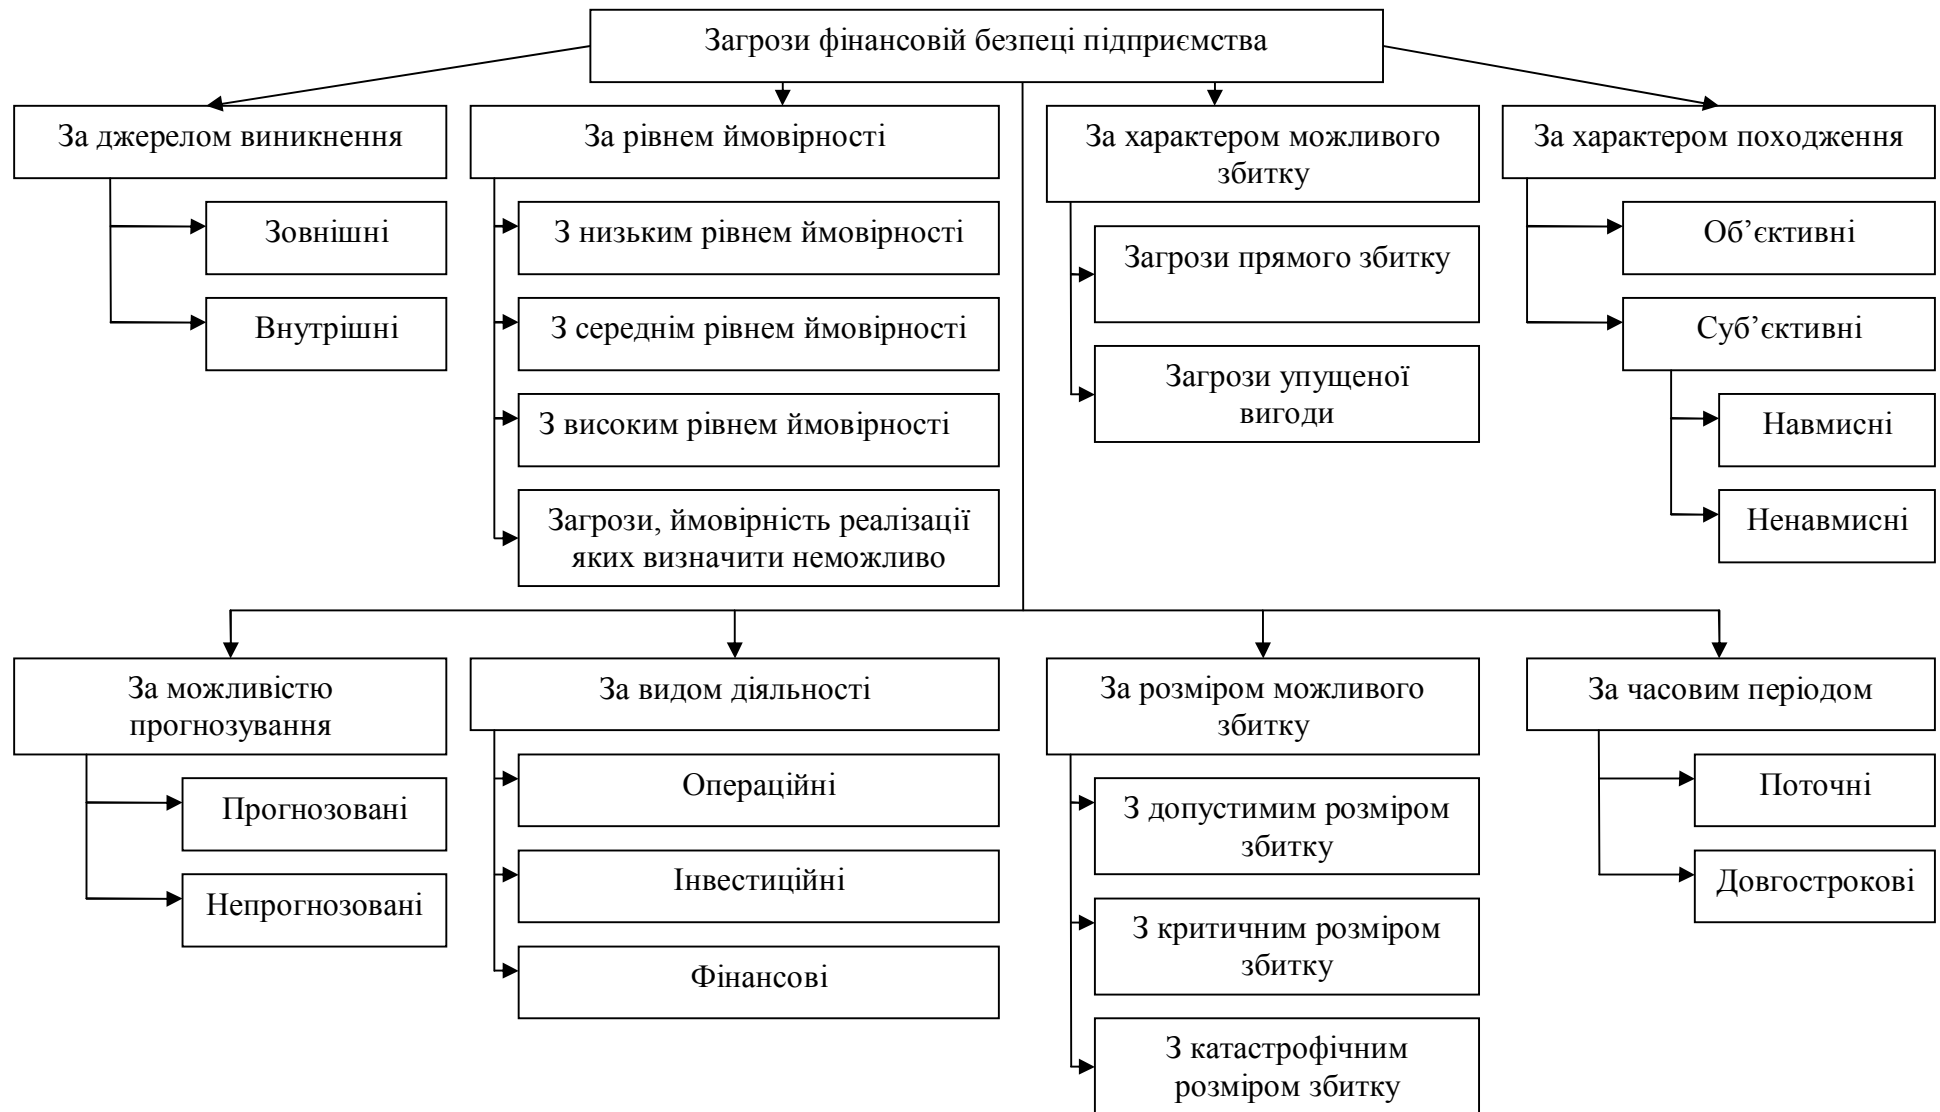 Загрози фінансовій безпеці підприємства
За джерелом виникнення
Зовнішні
Внутрішні
За рівнем ймовірності
З низьким рівнем ймовірності
З середнім рівнем ймовірності
З високим рівнем ймовірності
Загрози, ймовірність реалізації
яких визначити неможливо
За характером можливого
збитку
Загрози прямого збитку
Загрози упущеної
вигоди
За характером походження
Об’єктивні
Суб’єктивні
Навмисні
Ненавмисні
За можливістю
прогнозування
Прогнозовані
Непрогнозовані
За видом діяльності
Операційні
Інвестиційні
Фінансові
За розміром можливого
збитку
З допустимим розміром
збитку
З критичним розміром
збитку
З катастрофічним
розміром збитку
За часовим періодом
Поточні
Довгострокові